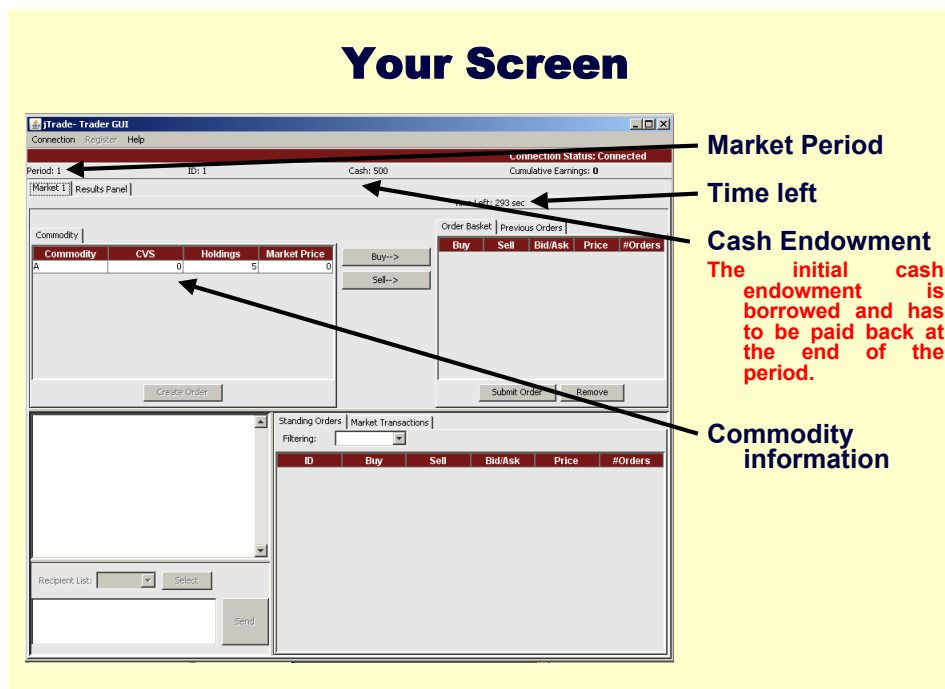 Your Screen
jTrade- Trader GUI
Connection Register Help
Connection Status: Connected
Period: 1 ID: 1 Cash: 500 Cumulative Earnings: 0
Market 1 Results Panel
Time Left: 293 sec
Commodity
Commodity CVS Holdings Market Price
A 0 5 0
Create Order
Buy-->
Sell-->
Order Basket Previous Orders
Buy Sell Bid/Ask Price #Orders
Submit Order Remove
Standing Orders Market Transactions
Filtering:
ID Buy Sell Bid/Ask Price #Orders
Recipient List: Select
Send
Market Period
Time left
Cash Endowment
The initial cash
endowment is
borrowed and has
to be paid back at
the end of the
period.
Commodity
information